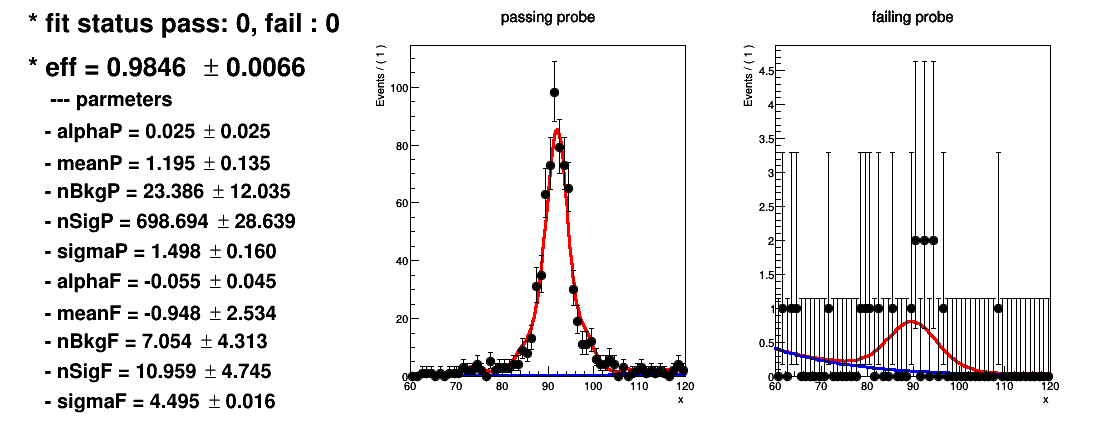 * fit status pass: 0, fail : 0
* eff = 0.9846 ± 0.0066
--- parmeters
- alphaP = 0.025 ± 0.025
- meanP = 1.195 ± 0.135
- nBkgP = 23.386 ± 12.035
- nSigP = 698.694 ± 28.639
- sigmaP = 1.498 ± 0.160
- alphaF = -0.055 ± 0.045
- meanF = -0.948 ± 2.534
- nBkgF = 7.054 ± 4.313
- nSigF = 10.959 ± 4.745
- sigmaF = 4.495 ± 0.016
passing probe
Events / ( 1 )
100
80
60
40
20
0
60 70 80 90 100 110 120
x
failing probe
Events / ( 1 )
4.5
4
3.5
3
2.5
2
1.5
1
0.5
0
60 70 80 90 100 110 120
x